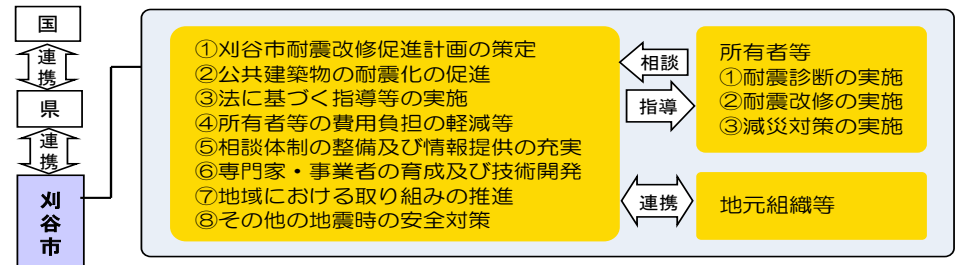 国
連携
県
連携
刈谷市
①刈谷市耐震改修促進計画の策定
②公共建築物の耐震化の促進
③法に基づく指導等の実施
④所有者等の費用負担の軽減等
⑤相談体制の整備及び情報提供の充実
⑥専門家・事業者の育成及び技術開発
⑦地域における取り組みの推進
⑧その他の地震時の安全対策
相談
指導
連携
所有者等
①耐震診断の実施
②耐震改修の実施
③減災対策の実施
地元組織等